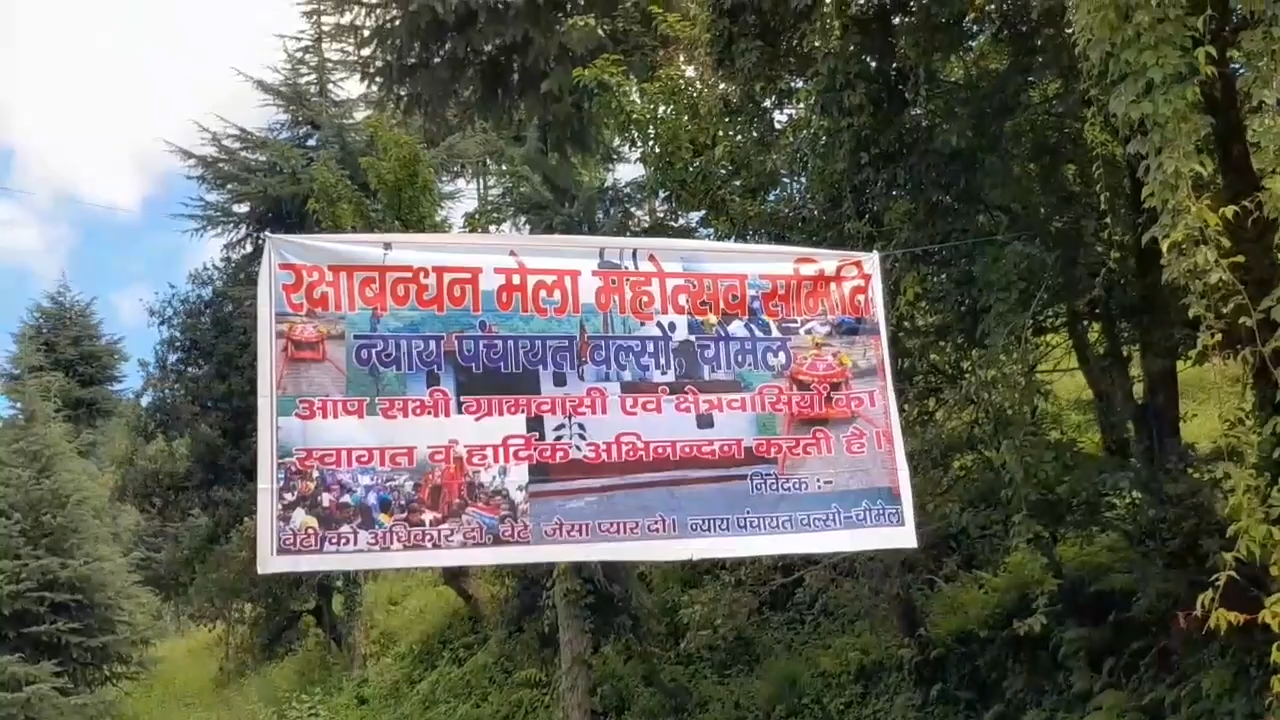 रक्षाबन्धन मेला महोत्सव समिति
न्याय पंचायत वल्सों, चौमेल
आप सभी ग्रामवासी एवं क्षेत्रवासियों का
स्वागत व हार्दिक अभिनन्दन करती है।
निवेदक :-
बेटी को अधिकार दो, बेटे जैसा प्यार दो। न्याय पंचायत वल्सो-चौमेल